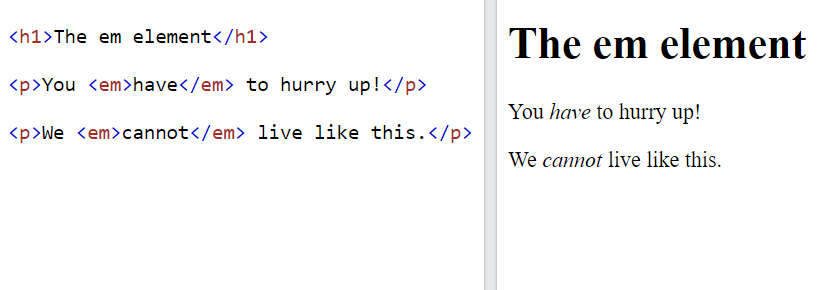 <h1>The em element</h1>
<p>You <em>have</em> to hurry up!</p>
<p>We <em>cannot</em> live like this.</p>
The em element
You have to hurry up!
We cannot live like this.